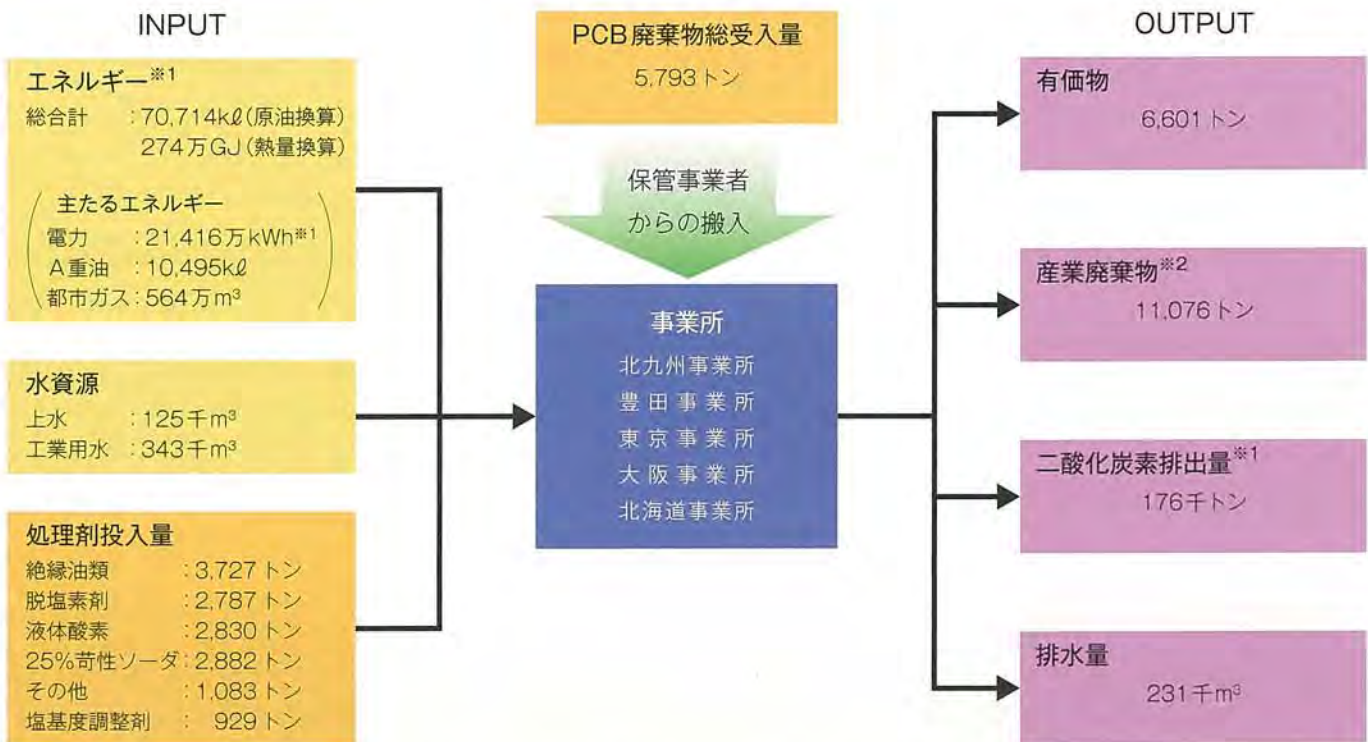 INPUT
エネルギー※1
総合計 :70,714kℓ(原油換算)
274万GJ(熱量換算)
主たるエネルギー
電力 :21,416万kWh※1
A重油 :10,495kℓ
都市ガス:564万m³
水資源
上水 :125千m³
工業用水 :343千m³
処理剤投入量
絶縁油類 :3,727トン
脱塩素剤 :2,787トン
液体酸素 :2,830トン
25%苛性ソーダ:2,882トン
その他 :1,083トン
塩基度調整剤 : 929トン
PCB廃棄物総受入量
5,793トン
保管事業者
からの搬入
事業所
北九州事業所
豊田事業所
東京事業所
大阪事業所
北海道事業所
OUTPUT
有価物
6,601トン
産業廃棄物※2
11,076トン
二酸化炭素排出量※1
176千トン
排水量
231千m³